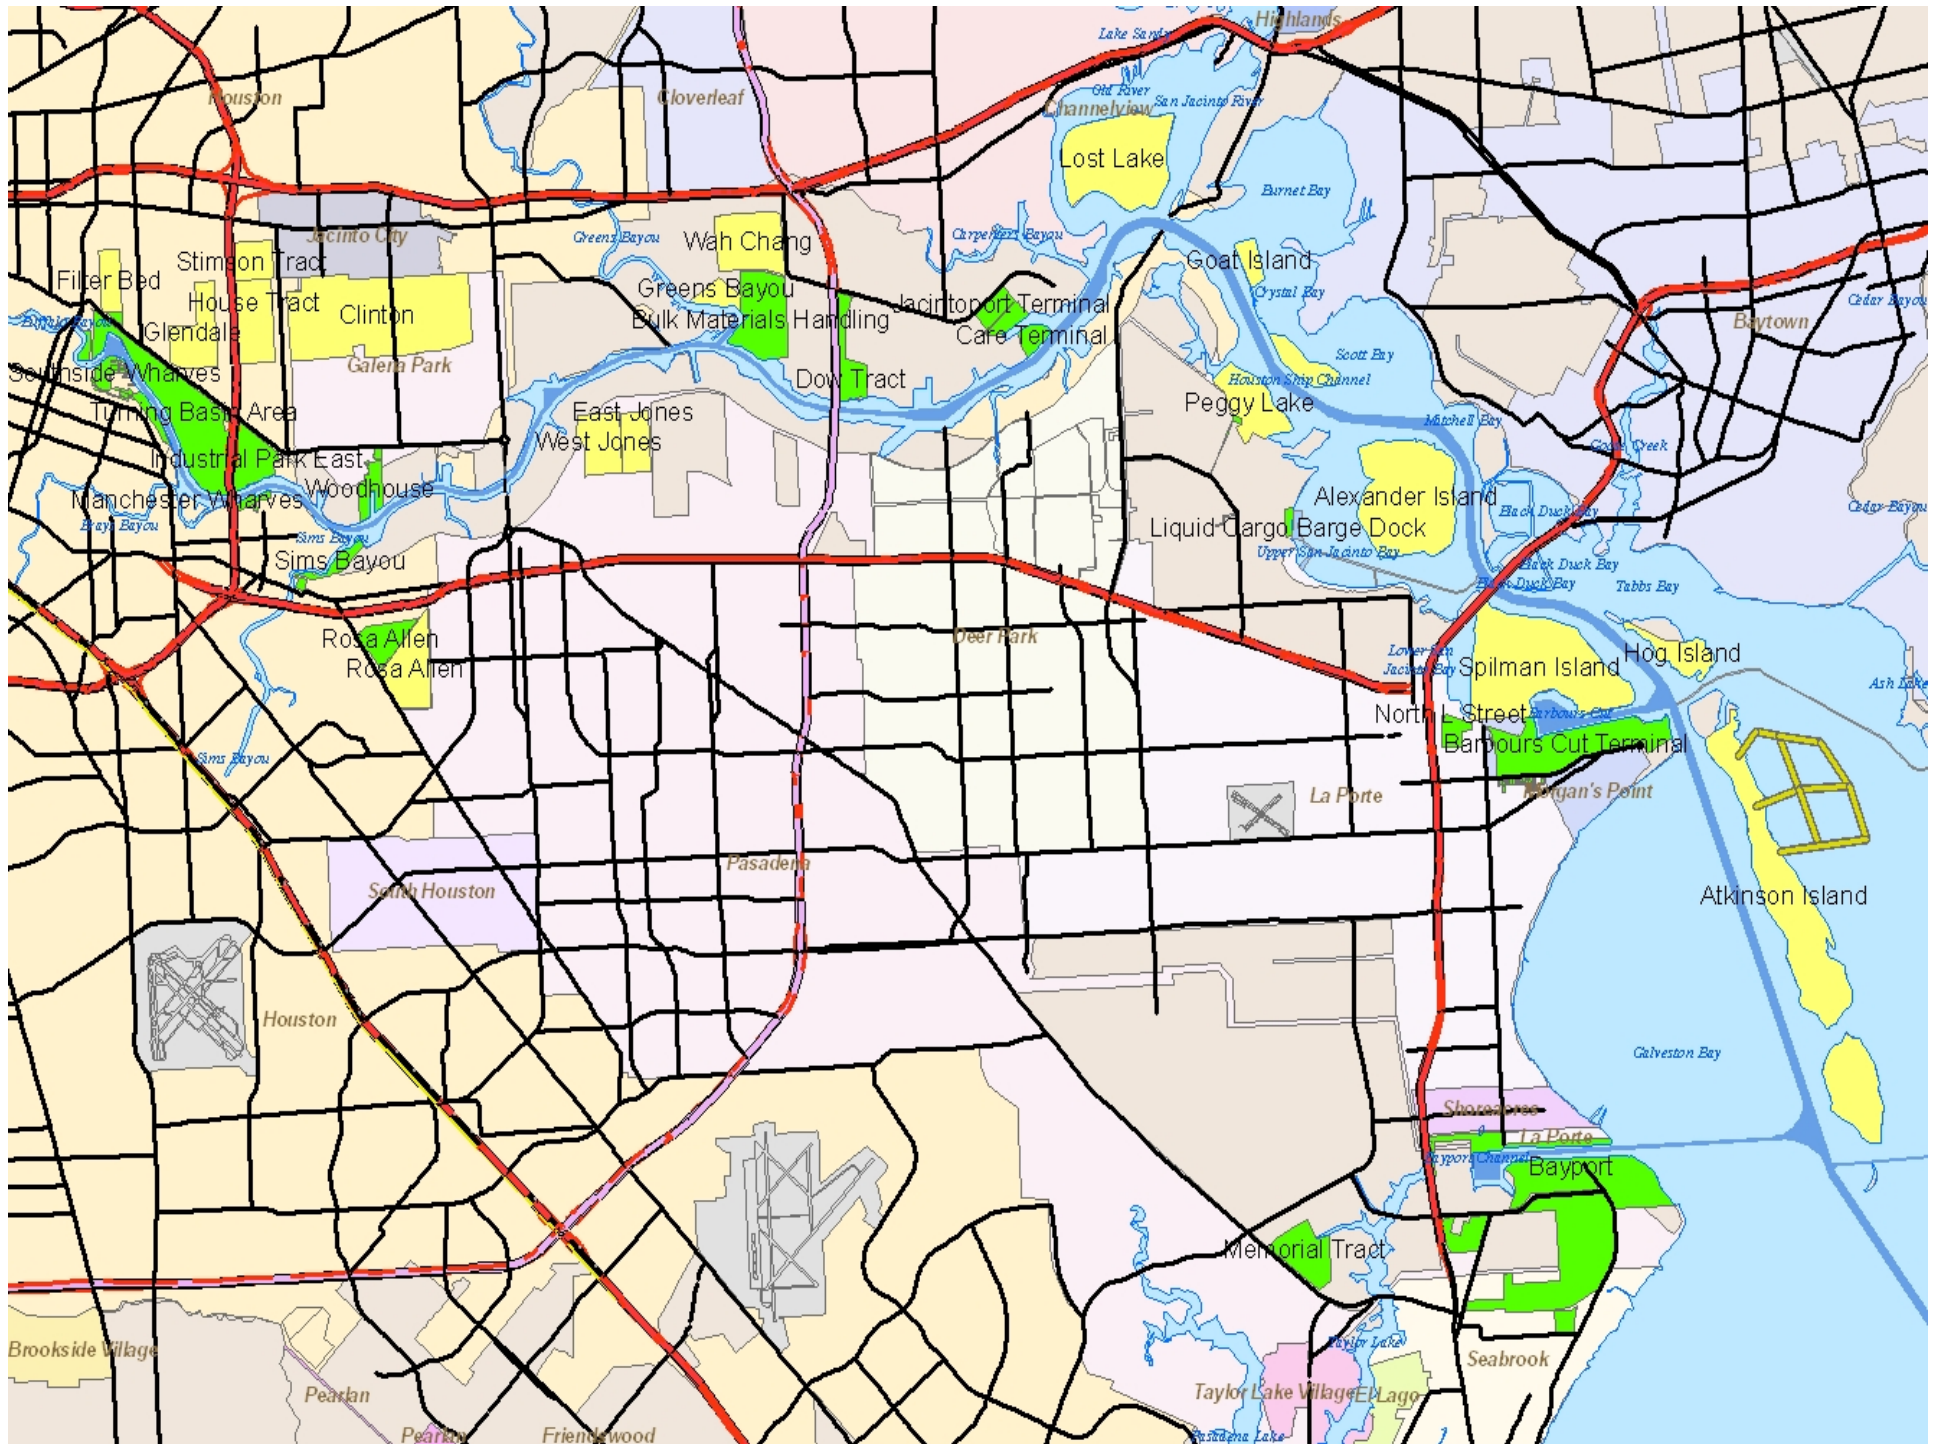 Highlands
Lake Sandy
Houston
Cloverleaf
Old River
San Jacinto River
Channelview
Lost Lake
Burnet Bay
Jacinto City
Greens Bayou
Wah Chang
Carpenters Bayou
Stimson Tract
Goat Island
Filter Bed
Greens Bayou
Crystal Bay
House Tract
Jacintoport Terminal
Cedar Bayou
Clinton
Bulk Materials Handling
Baytown
Buffalo Bayou
Glendale
Care Terminal
Scott Bay
Galena Park
Southside Wharves
Dow Tract
Houston Ship Channel
Turning Basin Area
East Jones
Peggy Lake
Mitchell Bay
West Jones
Goose Creek
Industrial Park East
Woodhouse
Alexander Island
Manchester Wharves
Black Duck Bay
Cedar Bayou
Brays Bayou
Sims Bayou
Liquid Cargo Barge Dock
Upper San Jacinto Bay
Sims Bayou
Black Duck Bay
Black Duck Bay
Tabbs Bay
Rosa Allen
Deer Park
Rosa Allen
Lower San
Jacinto Bay
Spilman Island
Hog Island
Ash Lake
North L Street
Barbours Cut
Barbours Cut Terminal
Sims Bayou
La Porte
Morgan's Point
Pasadena
South Houston
Atkinson Island
Houston
Galveston Bay
Shoreacres
La Porte
Bayport Channel
Bayport
Memorial Tract
Brookside Village
Taylor Lake
Seabrook
Pearlan
Taylor Lake Village
El Lago
Pearlan
Friendswood
Pasadena Lake